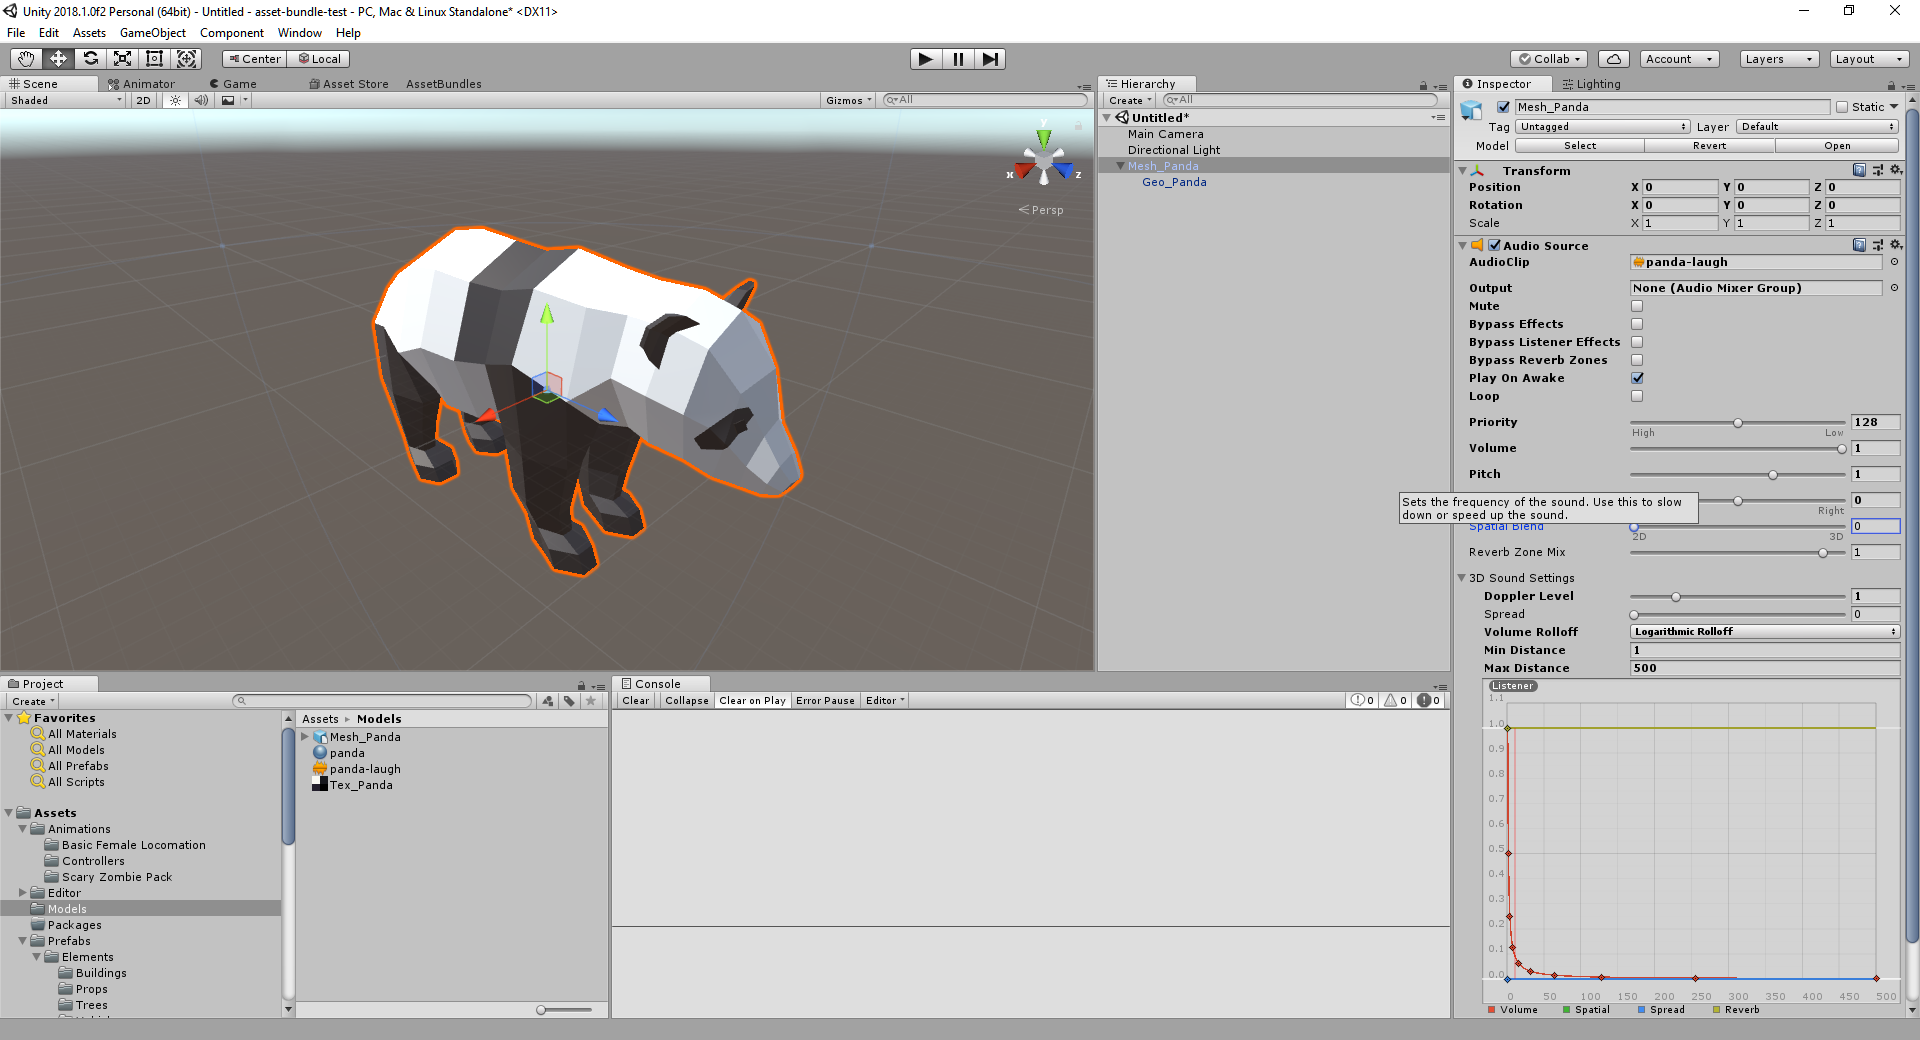 Unity 2018.1.0f2 Personal (64bit) - Untitled - asset-bundle-test - PC, Mac & Linux Standalone* <DX11>
File Edit Assets GameObject Component Window Help
Center Local
Collab Account Layers Layout
Scene Animator Game Asset Store AssetBundles
Shaded 2D Gizmos All
y
x z
Persp
Hierarchy
Create All
Untitled*
Main Camera
Directional Light
Mesh_Panda
Geo_Panda
Inspector Lighting
Mesh_Panda Static
Tag Untagged Layer Default
Model Select Revert Open
Transform
Position X 0 Y 0 Z 0
Rotation X 0 Y 0 Z 0
Scale X 1 Y 1 Z 1
Audio Source
AudioClip panda-laugh
Output None (Audio Mixer Group)
Mute
Bypass Effects
Bypass Listener Effects
Bypass Reverb Zones
Play On Awake
Loop
Priority 128
High Low
Volume 1
Pitch 1
Sets the frequency of the sound. Use this to slow
down or speed up the sound.
0
Right
Spatial Blend 0
2D 3D
Reverb Zone Mix 1
3D Sound Settings
Doppler Level 1
Spread 0
Volume Rolloff Logarithmic Rolloff
Min Distance 1
Max Distance 500
Listener
1.1
1.0
0.9
0.8
0.7
0.6
0.5
0.4
0.3
0.2
0.1
0.0
0 50 100 150 200 250 300 350 400 450 500
Volume Spatial Spread Reverb
Project
Create
Favorites
All Materials
All Models
All Prefabs
All Scripts
Assets
Animations
Basic Female Locomation
Controllers
Scary Zombie Pack
Editor
Models
Packages
Prefabs
Elements
Buildings
Props
Trees
Assets Models
Mesh_Panda
panda
panda-laugh
Tex_Panda
Console
Clear Collapse Clear on Play Error Pause Editor 0 0 0